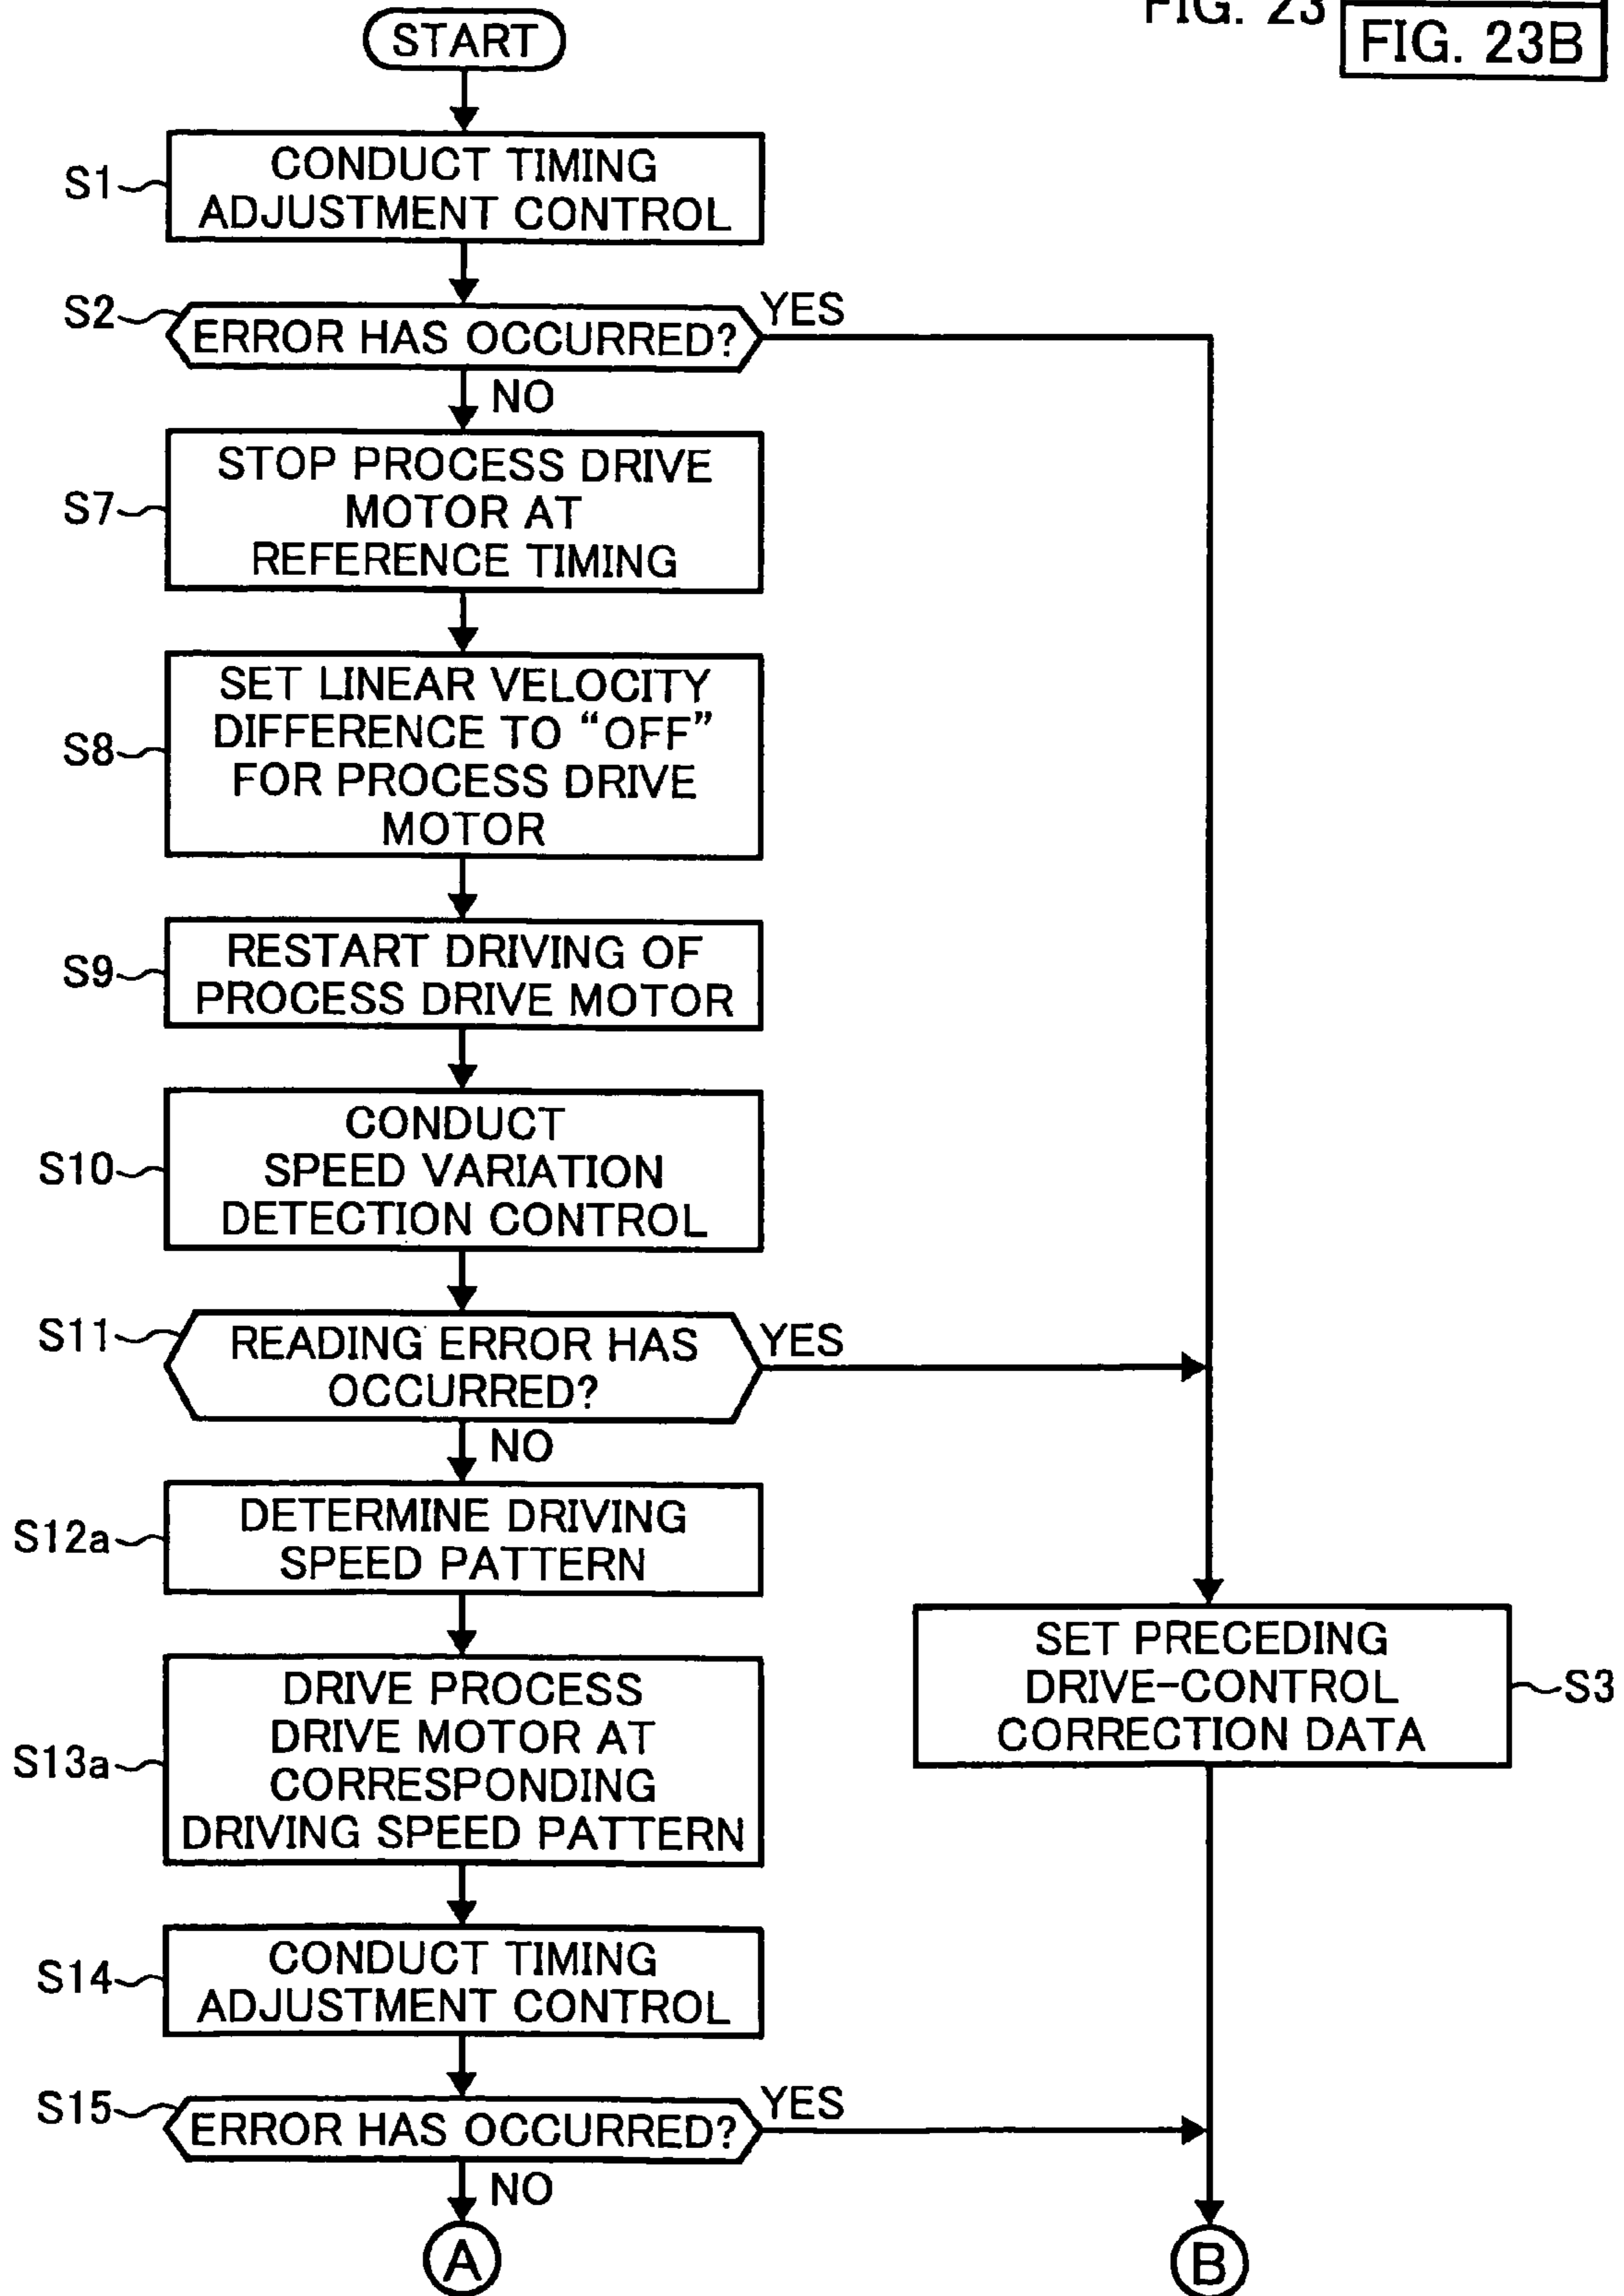 FIG. 23
FIG. 23B
START
S1
CONDUCT TIMING
ADJUSTMENT CONTROL
S2
ERROR HAS OCCURRED?
YES
NO
S7
STOP PROCESS DRIVE
MOTOR AT
REFERENCE TIMING
S8
SET LINEAR VELOCITY
DIFFERENCE TO “OFF”
FOR PROCESS DRIVE
MOTOR
S9
RESTART DRIVING OF
PROCESS DRIVE MOTOR
S10
CONDUCT
SPEED VARIATION
DETECTION CONTROL
S11
READING ERROR HAS
OCCURRED?
YES
NO
S12a
DETERMINE DRIVING
SPEED PATTERN
S13a
DRIVE PROCESS
DRIVE MOTOR AT
CORRESPONDING
DRIVING SPEED PATTERN
SET PRECEDING
DRIVE-CONTROL
CORRECTION DATA
S3
S14
CONDUCT TIMING
ADJUSTMENT CONTROL
S15
ERROR HAS OCCURRED?
YES
NO
A
B